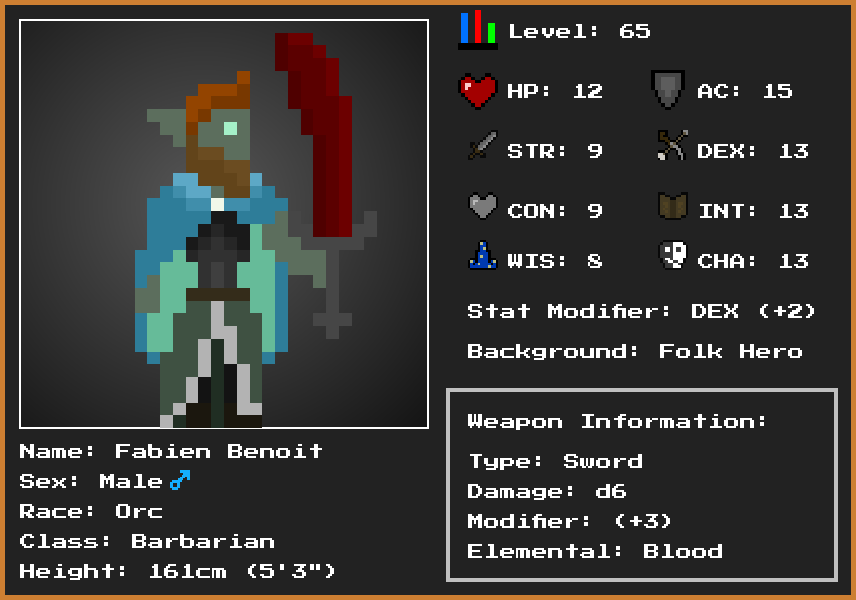 Level: 65
HP: 12
AC: 15
STR: 9
DEX: 13
CON: 9
INT: 13
WIS: 8
CHA: 13
Stat Modifier: DEX (+2)
Background: Folk Hero
Weapon Information:
Type: Sword
Damage: d6
Modifier: (+3)
Elemental: Blood
Name: Fabien Benoit
Sex: Male ♂
Race: Orc
Class: Barbarian
Height: 161cm (5'3")